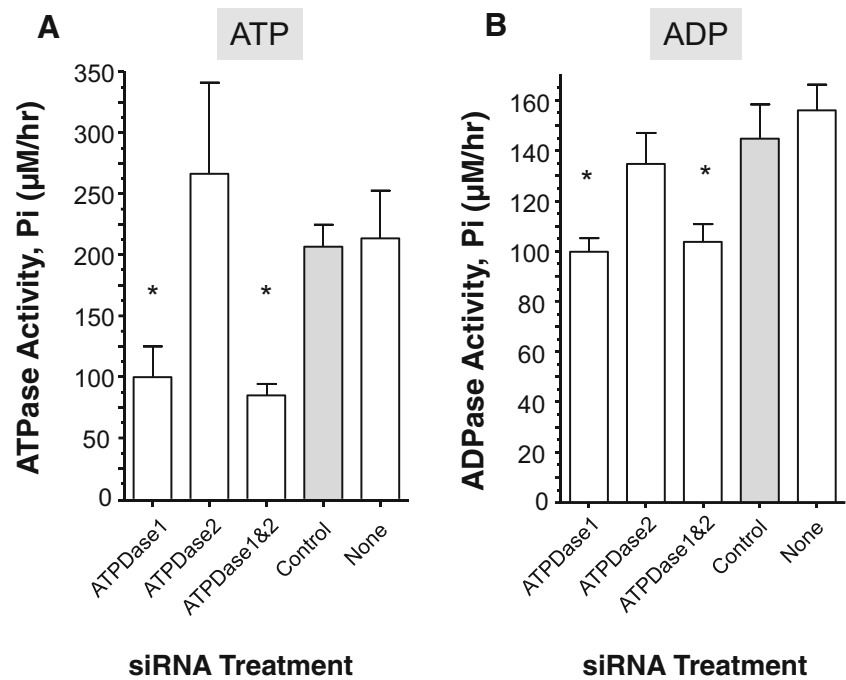 A
ATP
ATPase Activity, Pi (µM/hr)
350
300
250
200
150
100
50
0
*
*
ATPDase1
ATPDase2
ATPDase1&2
Control
None
siRNA Treatment
B
ADP
ADPase Activity, Pi (µM/hr)
160
140
120
100
80
60
40
20
0
*
*
ATPDase1
ATPDase2
ATPDase1&2
Control
None
siRNA Treatment